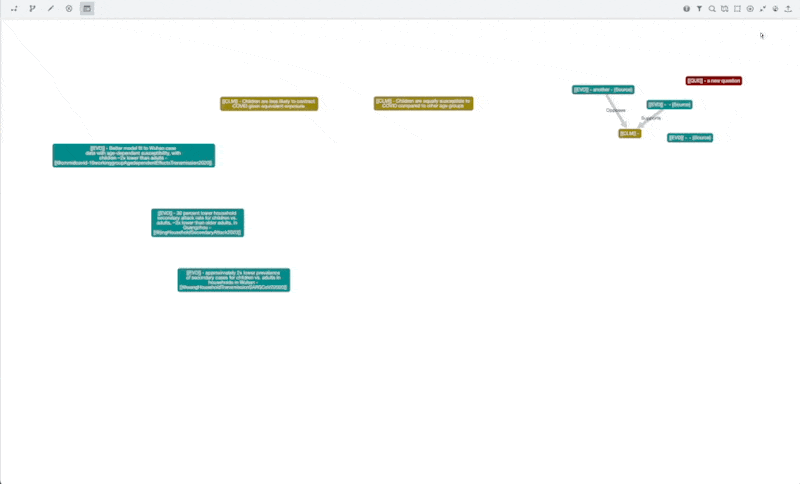 [[QUE]] - a new question
[[EVD]] - another - (Source)
[[CLM]] - Children are less likely to contract
COVID given equivalent exposure
[[CLM]] - Children are equally susceptible to
COVID compared to other age groups
[[EVD]] - - (Source)
Opposes
Supports
[[CLM]] -
[[EVD]] - - (Source)
[[EVD]] - Better model fit to Wuhan case
data with age-dependent susceptibility, with
children ~2x lower than adults -
[[EVD]] - 30 percent lower household
secondary attack rate for children vs.
adults, ~2x lower than older adults, in
Guangzhou -
[[EVD]] - approximately 2x lower prevalence
of secondary cases for children vs. adults in
households in Wuhan -